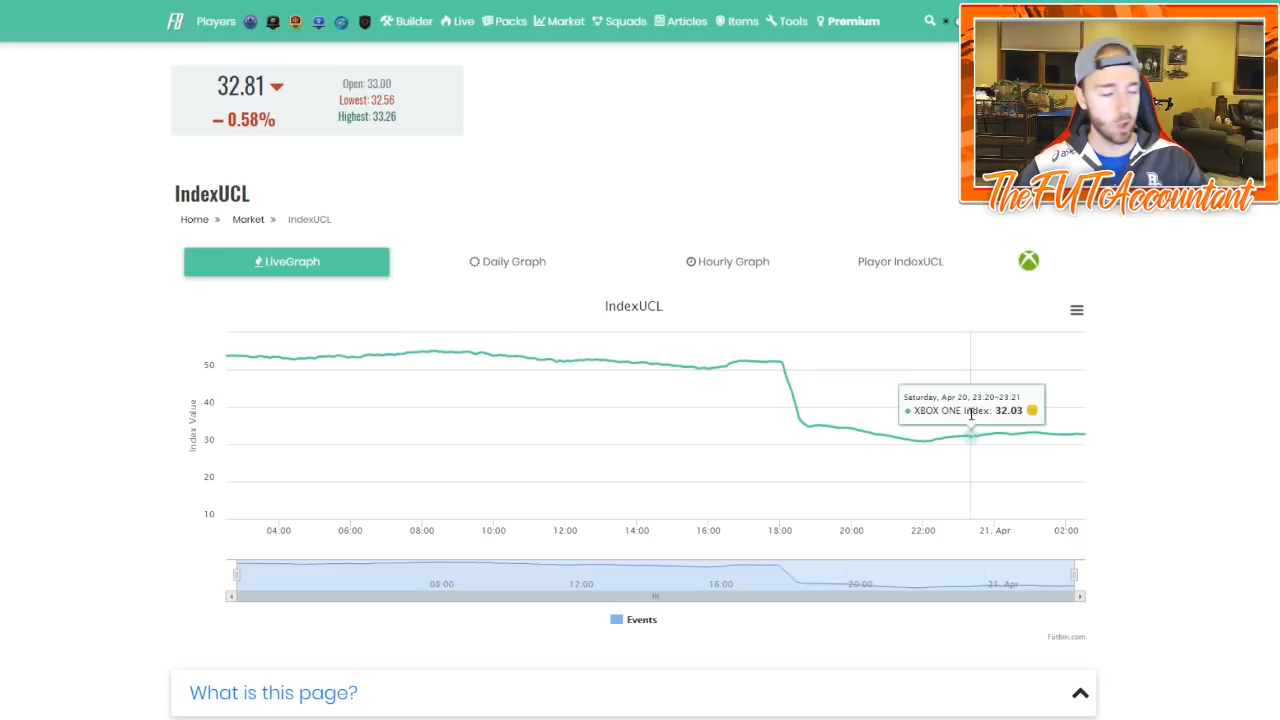 FB Players Builder Live Packs Market Squads Articles Items Tools Premium
32.81
– 0.58%
Open: 33.00
Lowest: 32.56
Highest: 33.26
IndexUCL
Home » Market » IndexUCL
LiveGraph Daily Graph Hourly Graph Player IndexUCL
IndexUCL
Index Value
50
40
30
20
10
Saturday, Apr 20, 23:20-23:21
XBOX ONE Index: 32.03
04:00 06:00 08:00 10:00 12:00 14:00 16:00 18:00 20:00 22:00 21. Apr 02:00
08:00 12:00 16:00 20:00 21. Apr
Events
Futbin.com
What is this page?
TheFUTAccountant